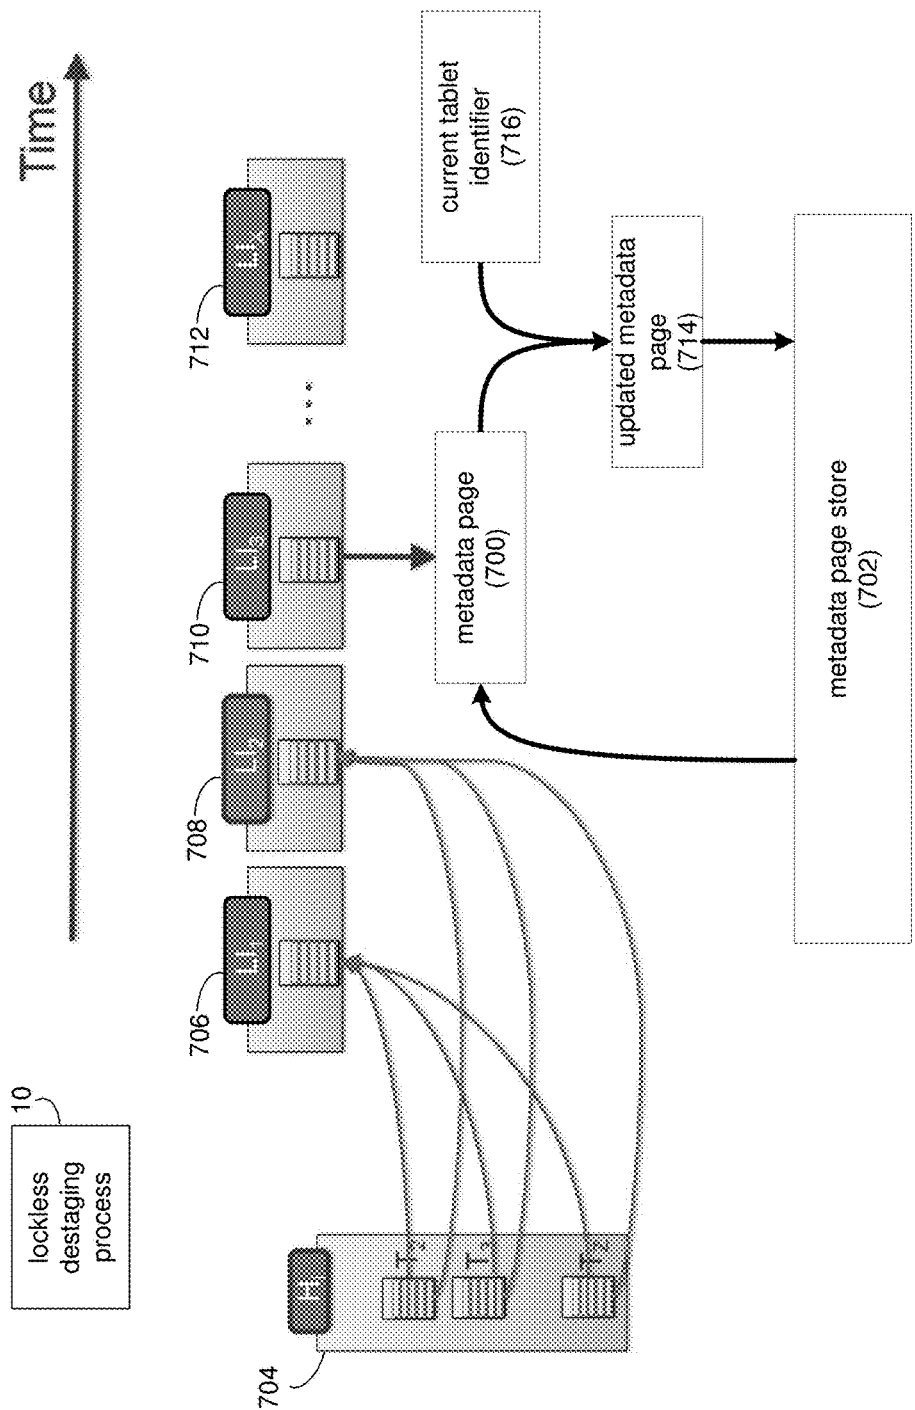 Time
lockless
destaging
process
10
706
708
710
712
...
704
H
metadata page
(700)
current tablet
identifier
(716)
updated metadata
page
(714)
metadata page store
(702)